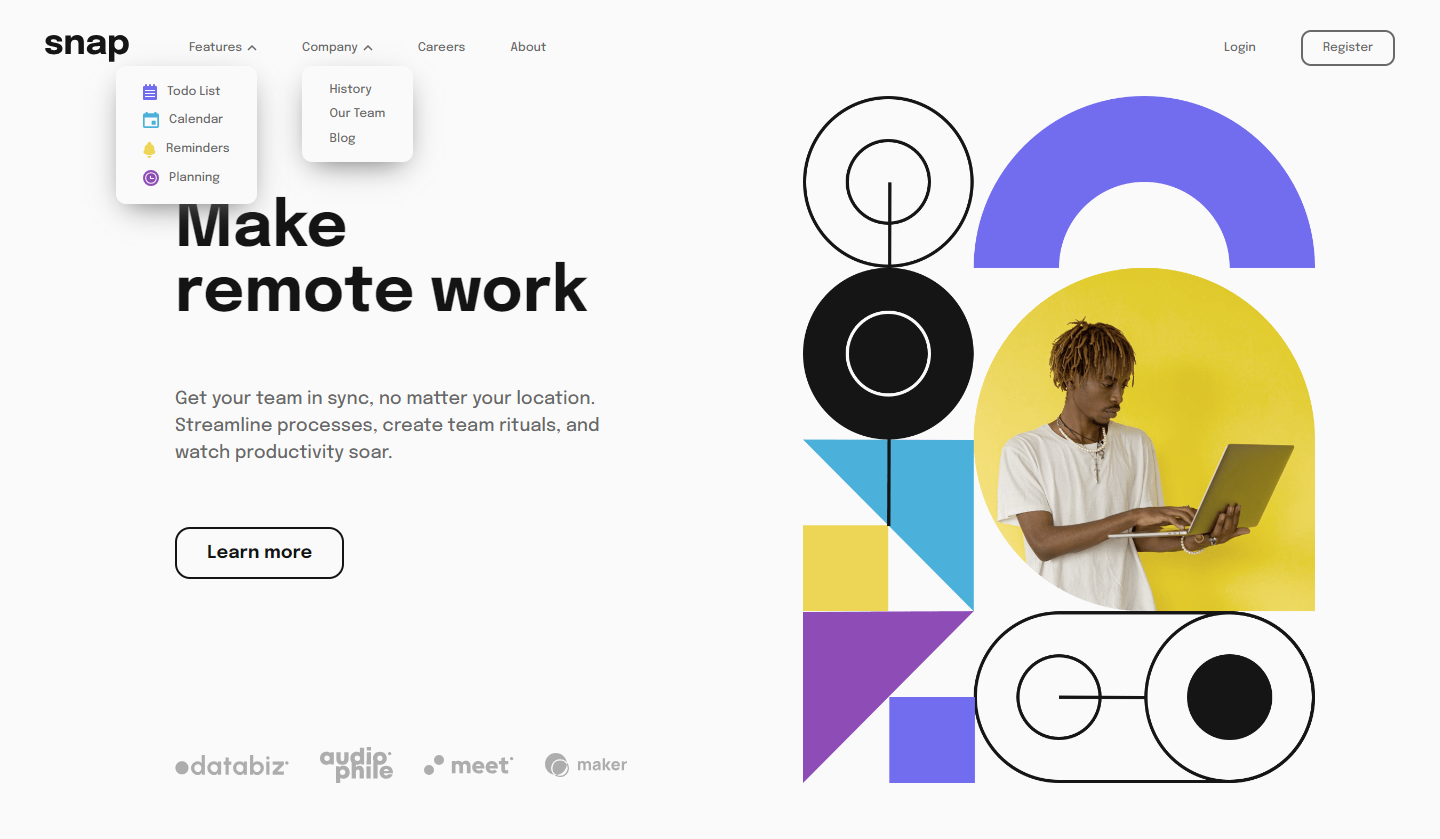 snap
Features
Company
Careers
About
Login
Register
Todo List
Calendar
Reminders
Planning
History
Our Team
Blog
Make
remote work
Get your team in sync, no matter your location.
Streamline processes, create team rituals, and
watch productivity soar.
Learn more
databiz
audio
phile
meet
maker